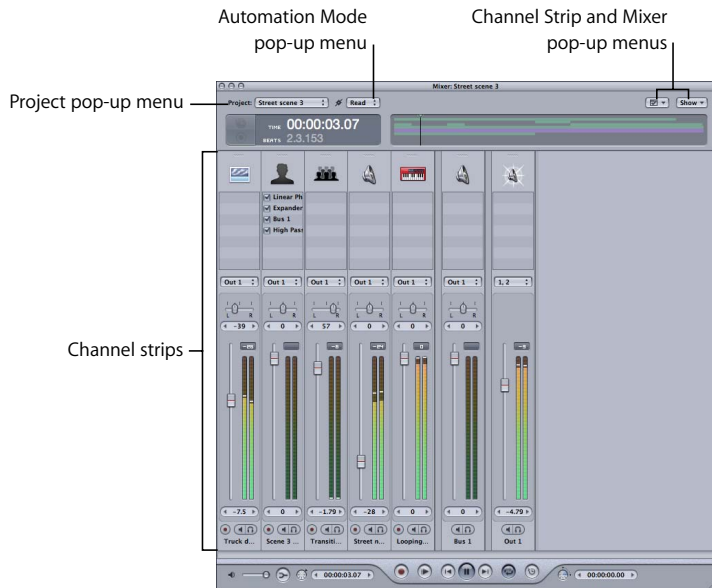 Automation Mode
pop-up menu
Channel Strip and Mixer
pop-up menus
Project pop-up menu
Mixer: Street scene 3
Project: Street scene 3 Read Show
TIME 00:00:03.07
BEATS 2.3.153
Linear Ph
Expander
Bus 1
High Pas
Out 1 Out 1 Out 1 Out 1 Out 1 Out 1 1, 2
L R L R L R L R L R L R
-39 0 57 0 0 0
Channel strips
-7.5 0 -1.79 -28 0 0 -4.79
Truck d... Scene 3 ... Transiti... Street n... Looping... Bus 1 Out 1
00:00:03.07 00:00:00.00